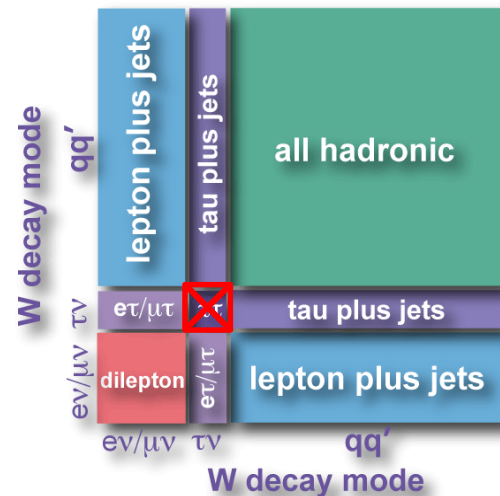 W decay mode
qq′
lepton plus jets
tau plus jets
all hadronic
τν
eτ/μτ
ττ
tau plus jets
eν/μν
dilepton
eτ/μτ
lepton plus jets
eν/μν
τν
qq′
W decay mode